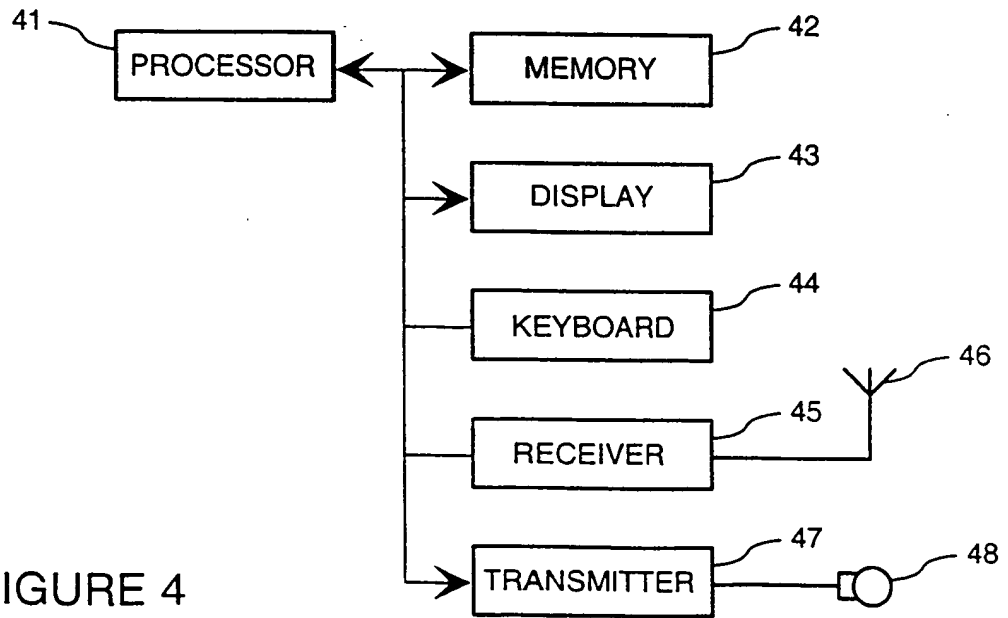 41
PROCESSOR
42
MEMORY
43
DISPLAY
44
KEYBOARD
46
45
RECEIVER
47
TRANSMITTER
48
IGURE 4